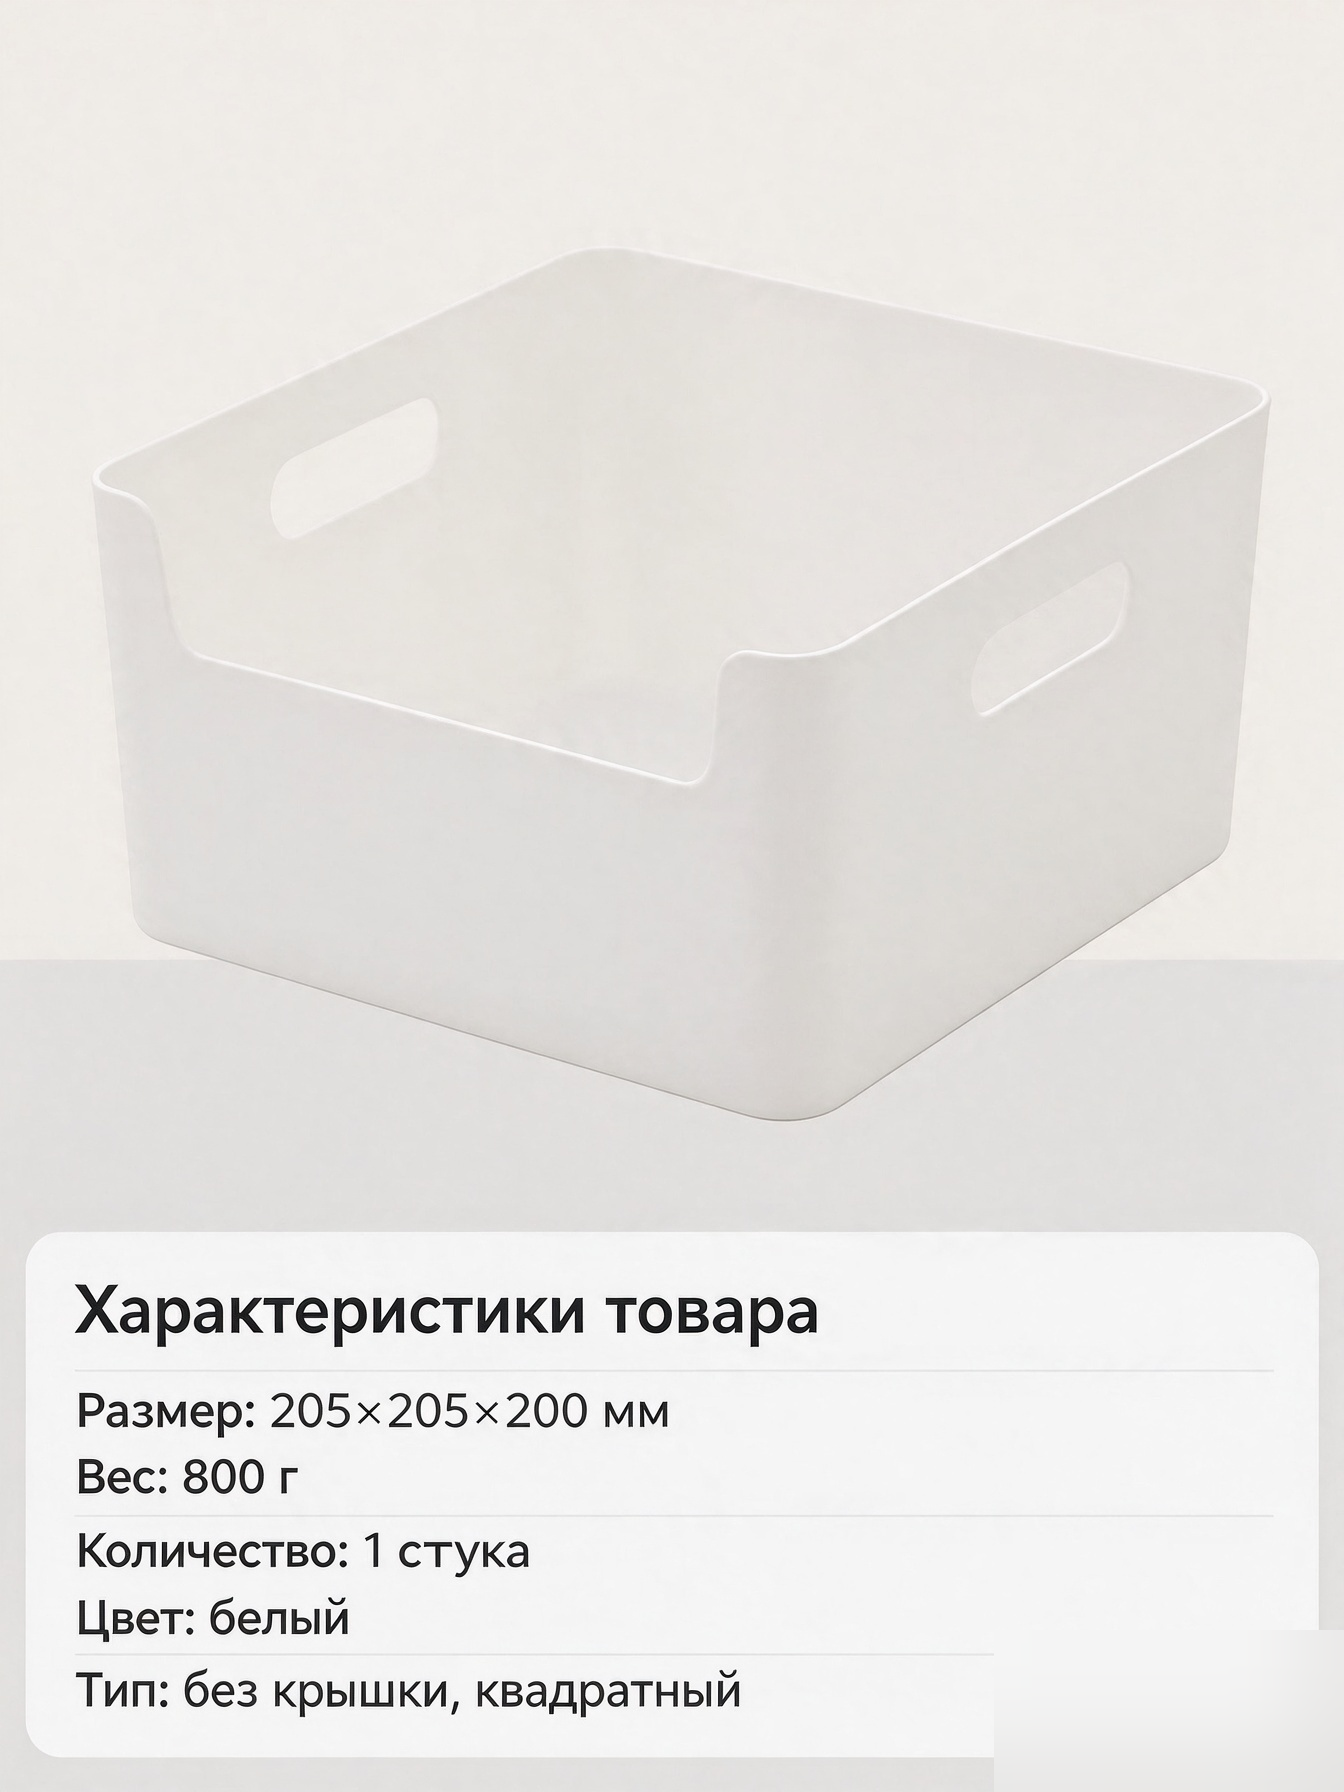 Характеристики товара
Размер: 205×205×200 мм
Вес: 800 г
Количество: 1 стука
Цвет: белый
Тип: без крышки, квадратный